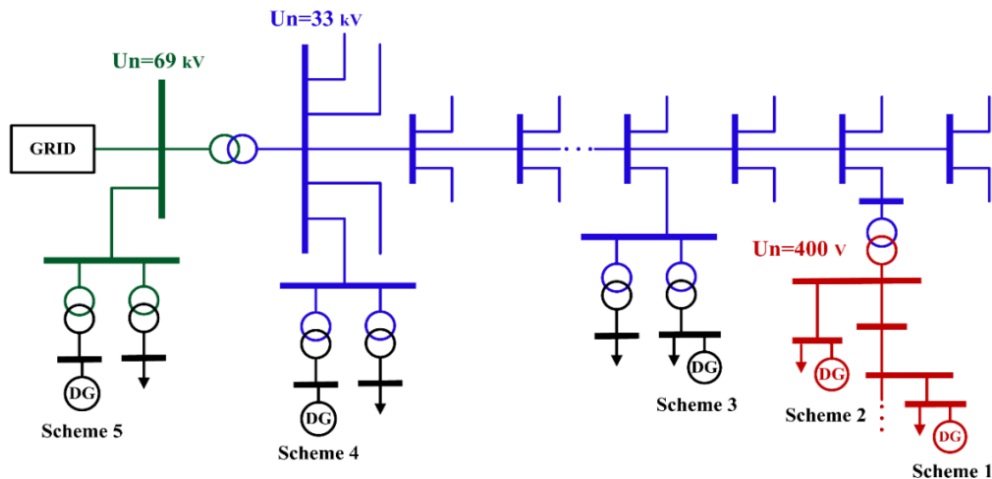 Un=33 kV
Un=69 kV
GRID
Un=400 V
DG
Scheme 5
DG
Scheme 4
DG
Scheme 3
DG
Scheme 2
DG
Scheme 1